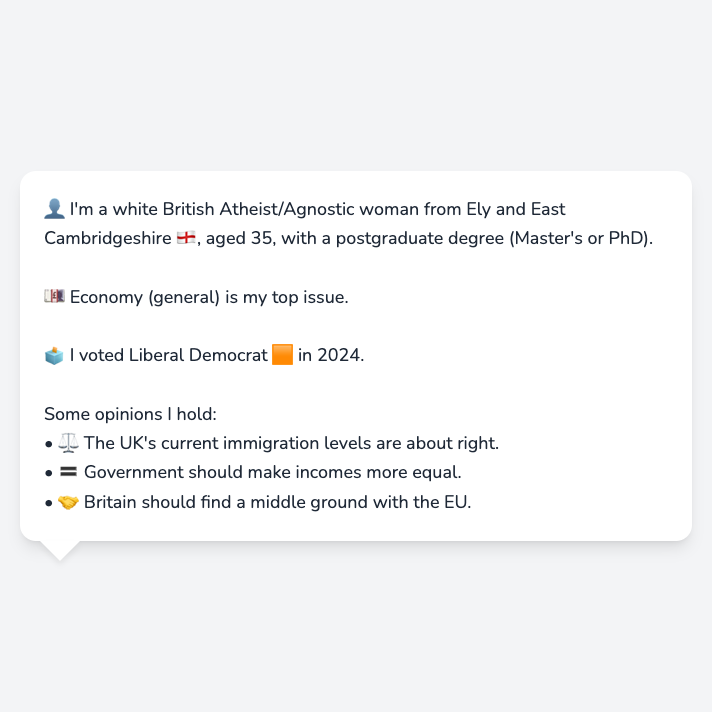 👤 I'm a white British Atheist/Agnostic woman from Ely and East
Cambridgeshire 🏴󠁧󠁢󠁥󠁮󠁧󠁿, aged 35, with a postgraduate degree (Master's or PhD).
💷 Economy (general) is my top issue.
🗳️ I voted Liberal Democrat 🟧 in 2024.
Some opinions I hold:
• ⚖️ The UK's current immigration levels are about right.
• 🟰 Government should make incomes more equal.
• 🤝 Britain should find a middle ground with the EU.